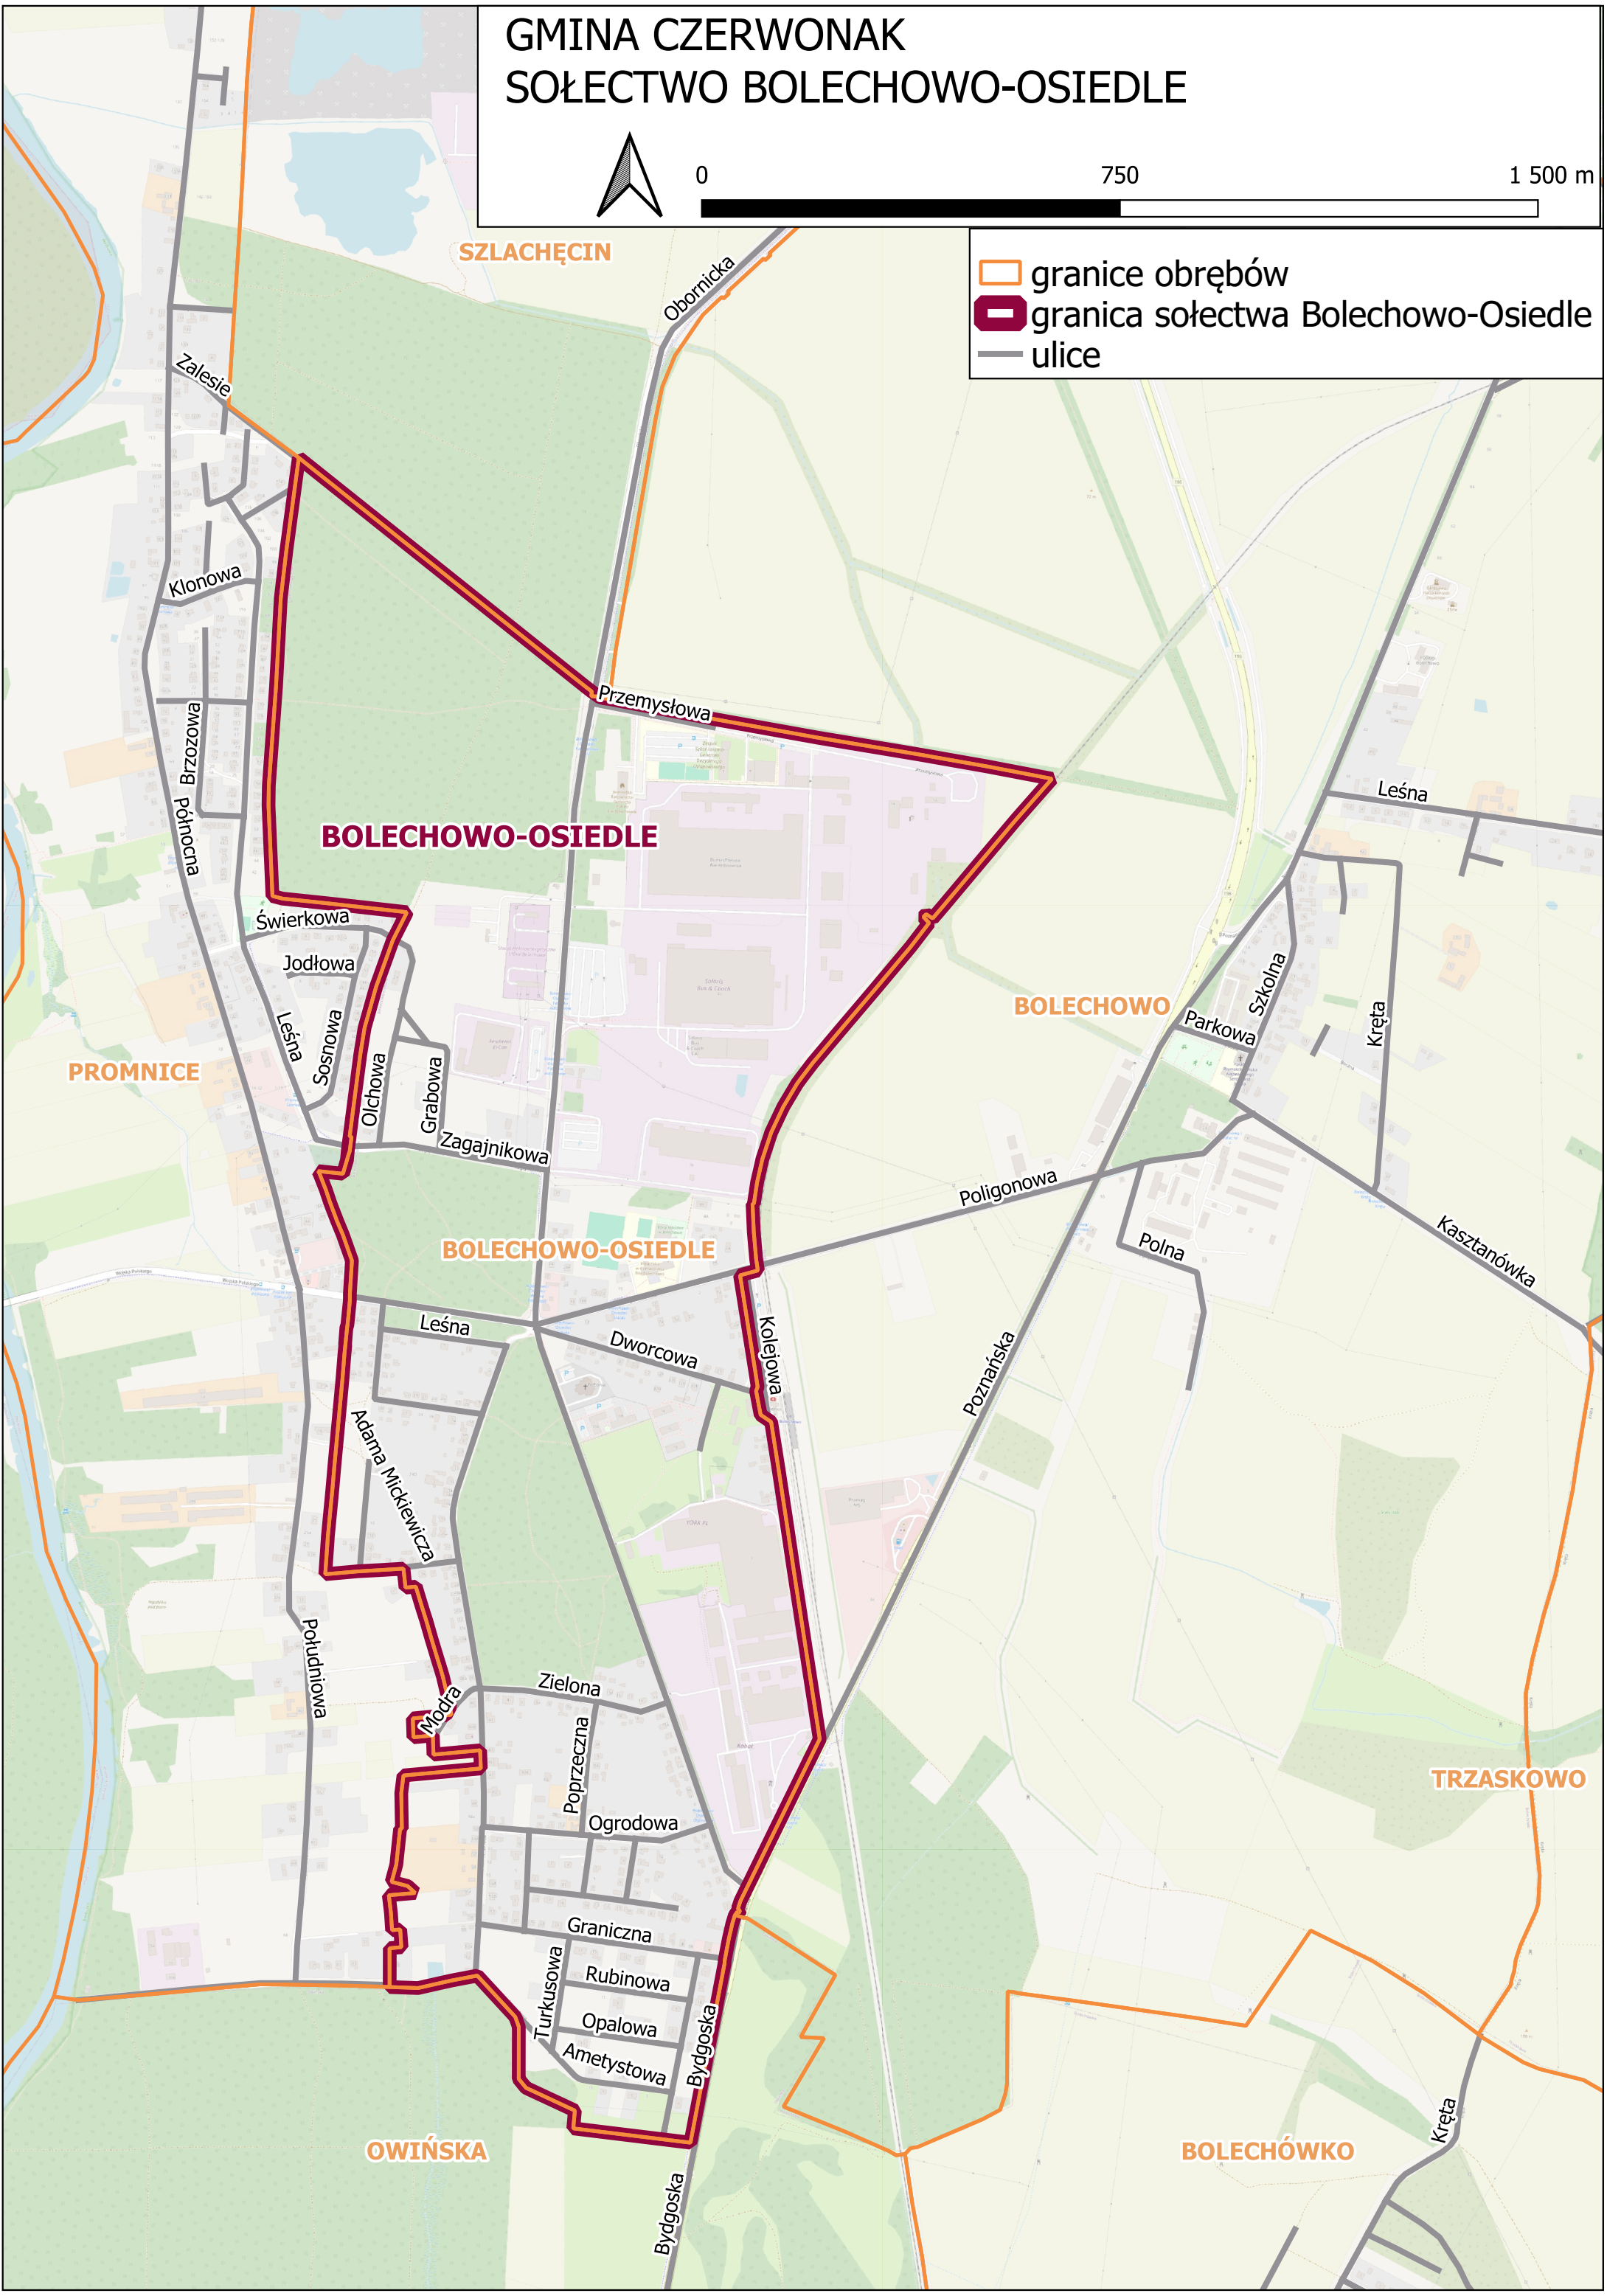 GMINA CZERWONAK
SOŁECTWO BOLECHOWO-OSIEDLE
0 750 1 500 m
granice obrębów
granica sołectwa Bolechowo-Osiedle
ulice
SZLACHĘCIN
Obornicka
Zalesie
Klonowa
Przemysłowa
Brzozowa
Północna
Leśna
BOLECHOWO-OSIEDLE
Świerkowa
Jodłowa
Leśna
Sosnowa
Olchowa
Grabowa
Zagajnikowa
PROMNICE
BOLECHOWO
Szkolna
Parkowa
Kręta
Poligonowa
Polna
Kasztanówka
BOLECHOWO-OSIEDLE
Leśna
Dworcowa
Kolejowa
Poznańska
Adama Mickiewicza
Południowa
Modra
Zielona
Poprzeczna
Ogrodowa
TRZASKOWO
Graniczna
Turkusowa
Rubinowa
Opalowa
Ametystowa
Bydgoska
OWIŃSKA
BOLECHÓWKO
Kręta
Bydgoska